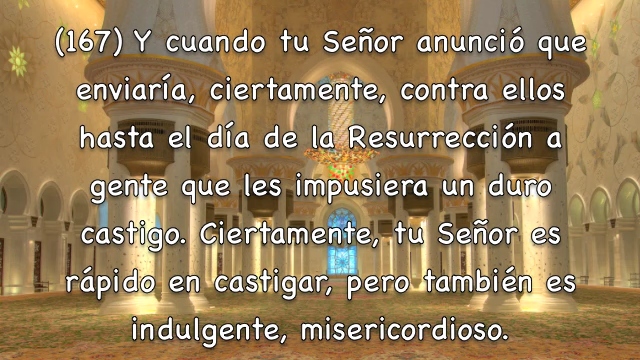 (167) Y cuando tu Señor anunció que
enviaría, ciertamente, contra ellos
hasta el día de la Resurrección a
gente que les impusiera un duro
castigo. Ciertamente, tu Señor es
rápido en castigar, pero también es
indulgente, misericordioso.